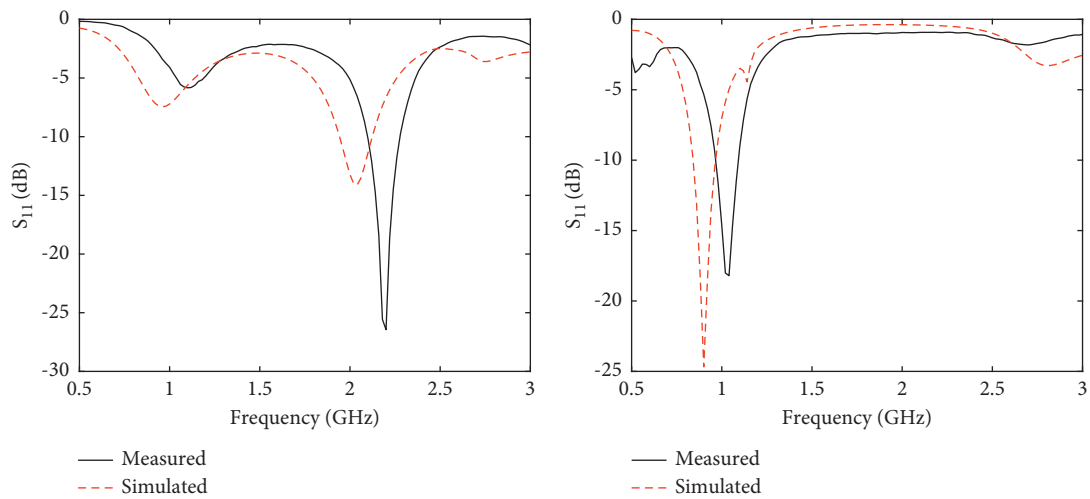 0
-5
-10
-15
-20
-25
-30
S11 (dB)
0.5 1 1.5 2 2.5 3
Frequency (GHz)
Measured
Simulated
0
-5
-10
-15
-20
-25
S11 (dB)
0.5 1 1.5 2 2.5 3
Frequency (GHz)
Measured
Simulated